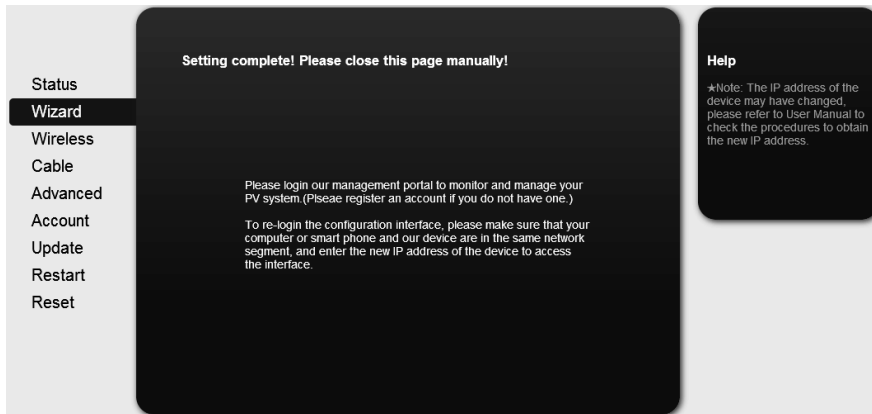 Status
Wizard
Wireless
Cable
Advanced
Account
Update
Restart
Reset
Setting complete! Please close this page manually!
Please login our management portal to monitor and manage your
PV system.(Plseae register an account if you do not have one.)
To re-login the configuration interface, please make sure that your
computer or smart phone and our device are in the same network
segment, and enter the new IP address of the device to access
the interface.
Help
★Note: The IP address of the
device may have changed,
please refer to User Manual to
check the procedures to obtain
the new IP address.